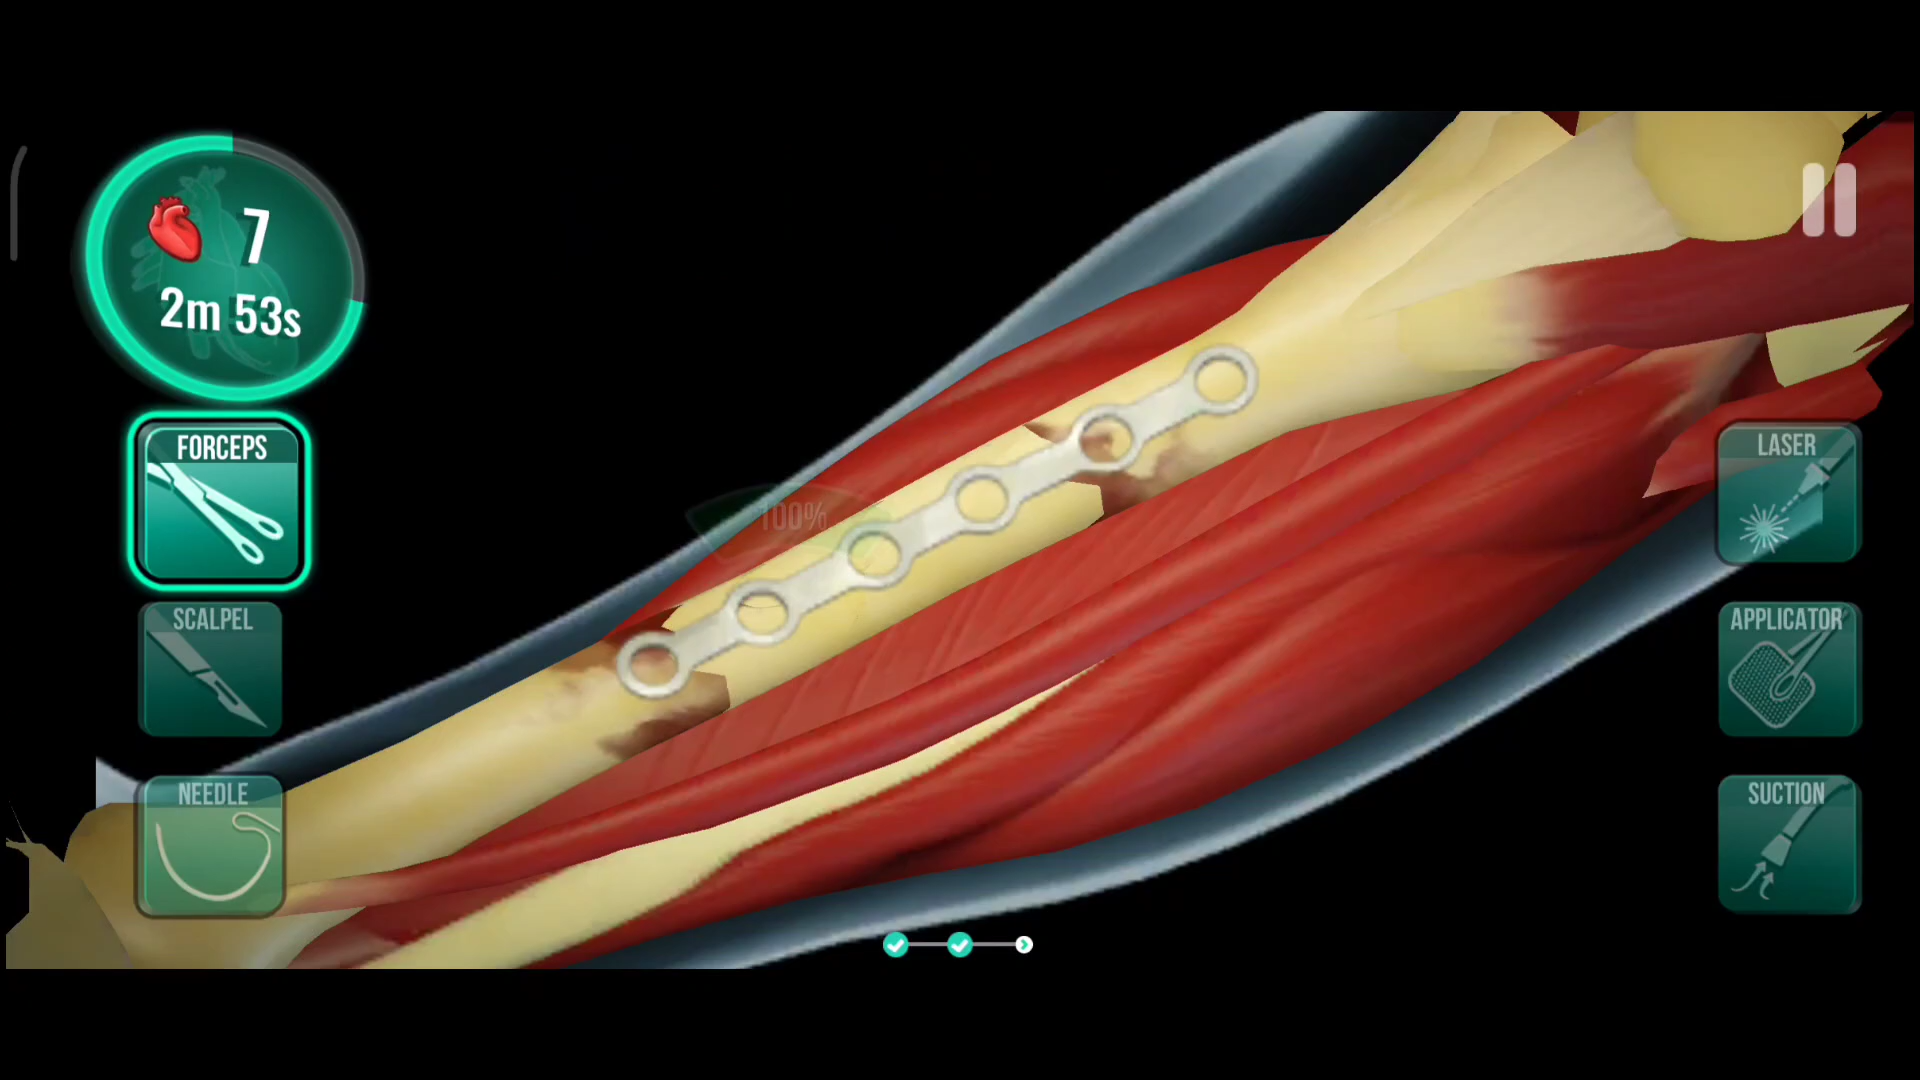 7
2m 53s
FORCEPS
SCALPEL
NEEDLE
100%
LASER
APPLICATOR
SUCTION